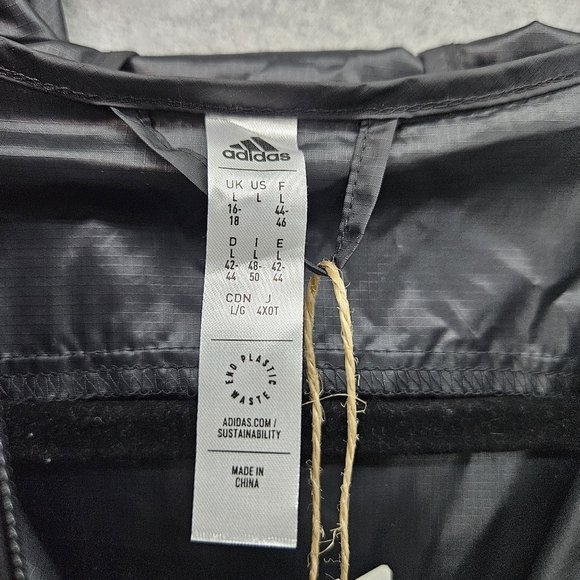 adidas
UK US F
L L L
16- 44-
18 46
D I E
L L L
42- 48- 42-
44 50 44
CDN J
L/G 4XOT
END PLASTIC WASTE
ADIDAS.COM/
SUSTAINABILITY
MADE IN
CHINA